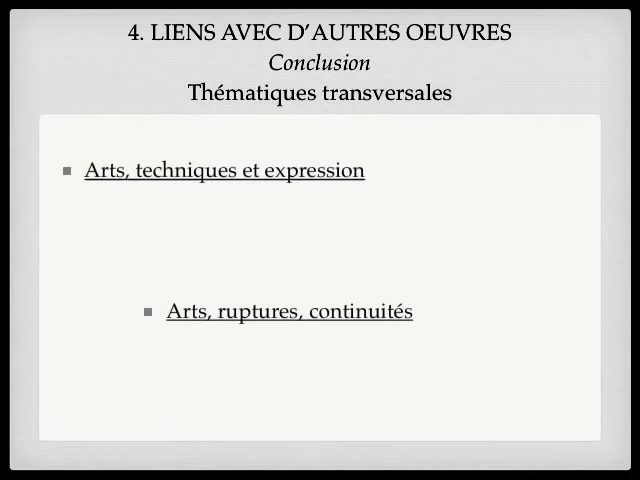 4. LIENS AVEC D’AUTRES OEUVRES
Conclusion
Thématiques transversales
Arts, techniques et expression
Arts, ruptures, continuités